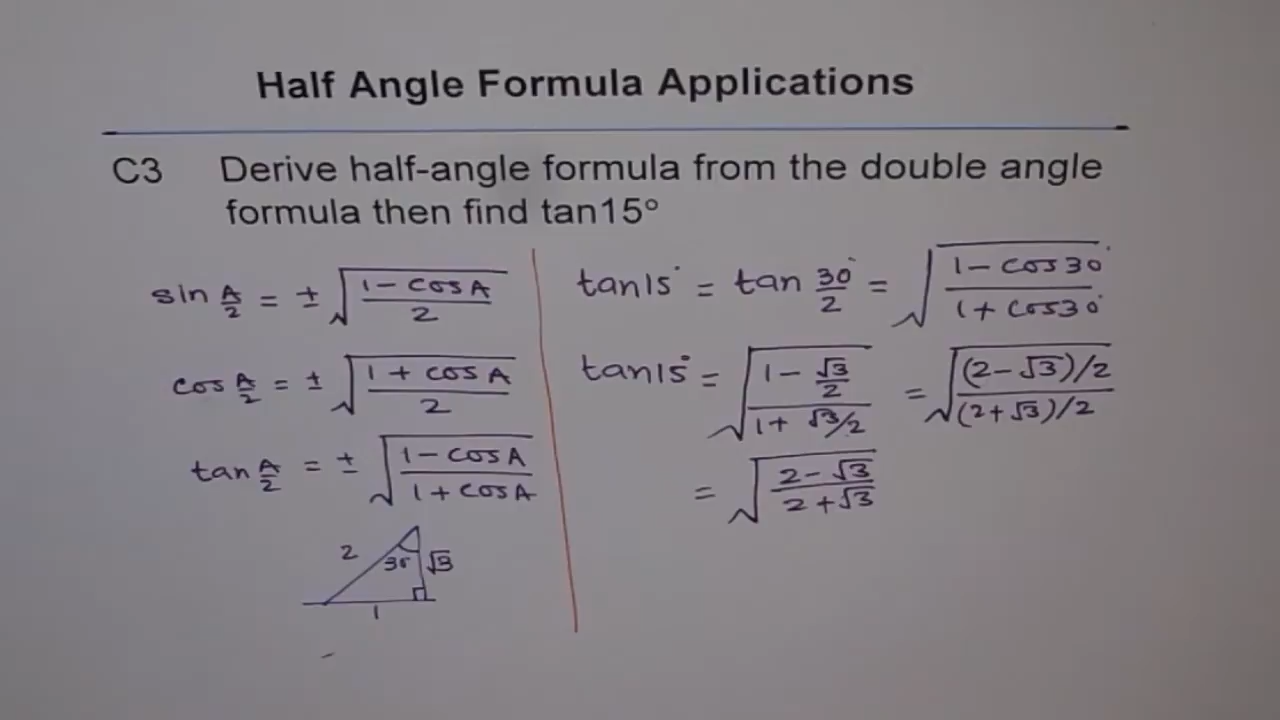 Half Angle Formula Applications
C3 Derive half-angle formula from the double angle
formula then find tan15°
sin A/2 = ± √((1 - cos A)/2)
cos A/2 = ± √((1 + cos A)/2)
tan A/2 = ± √((1 - cos A)/(1 + cos A))
2 30° √3
1
tan15° = tan 30°/2 = √((1 - cos30°)/(1 + cos30°))
tan15° = √((1 - √3/2)/(1 + √3/2)) = √(((2-√3)/2)/((2+√3)/2))
= √((2-√3)/(2+√3))